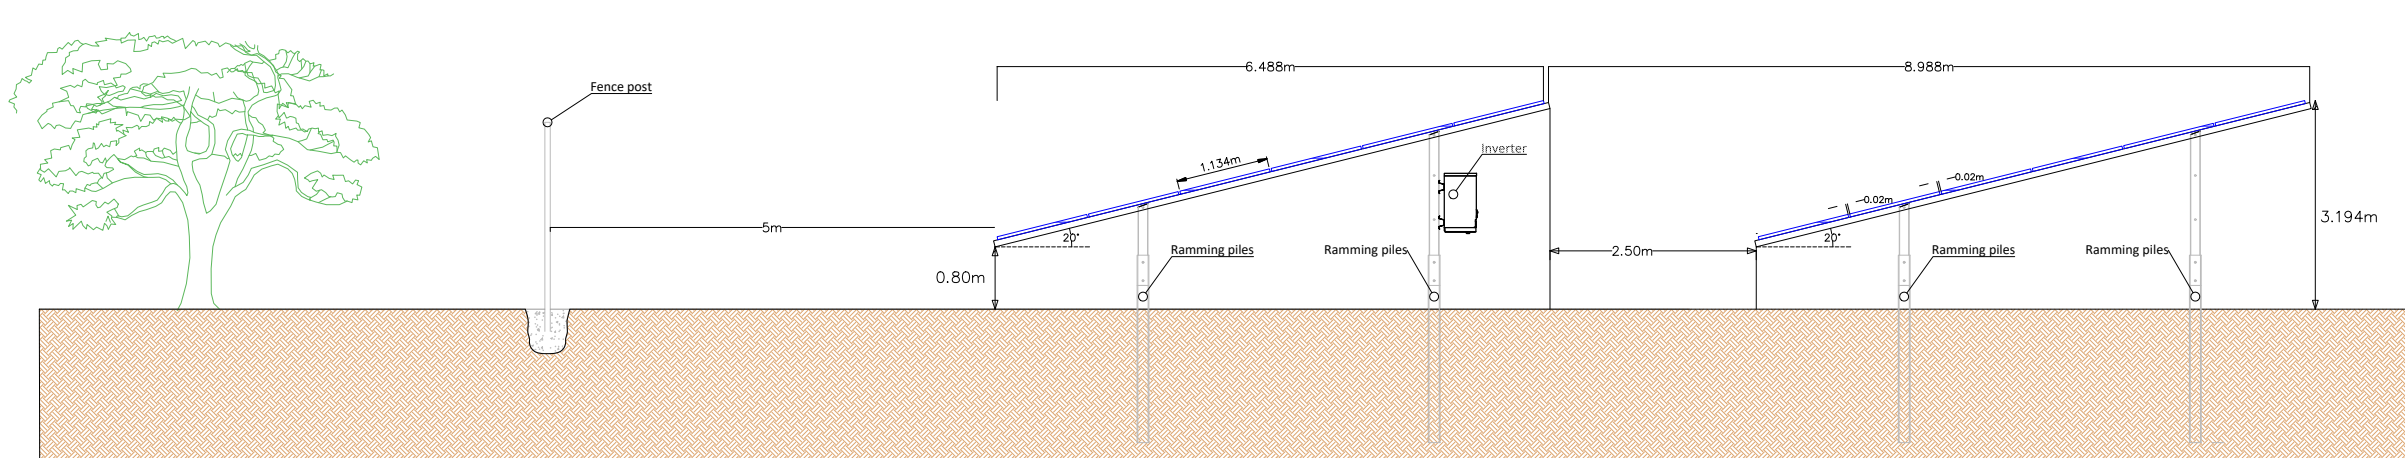 6.488m
8.988m
Fence post
Inverter
1.134m
0.02m
0.02m
3.194m
5m
20°
20°
Ramming piles
Ramming piles
2.50m
Ramming piles
Ramming piles
0.80m